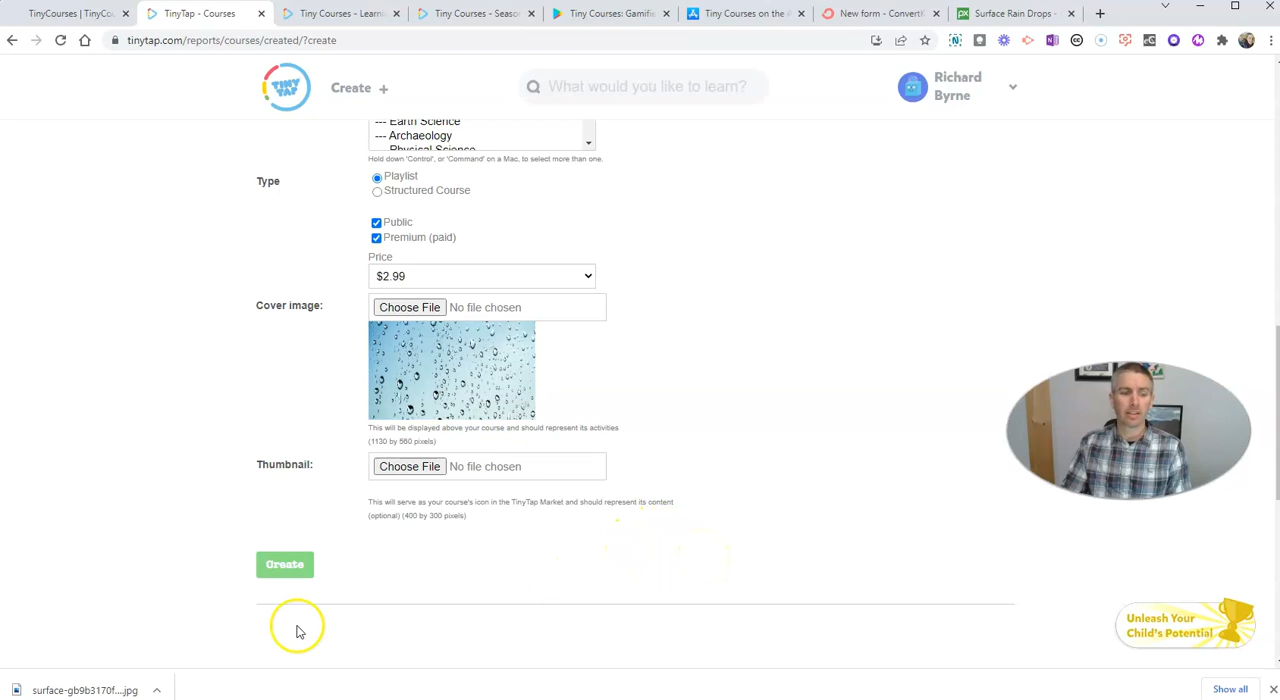 TinyCourses | TinyCou
TinyTap - Courses
Tiny Courses - Learni
Tiny Courses - Seaso
Tiny Courses: Gamifie
Tiny Courses on the A
New form - ConvertK
Surface Rain Drops -
tinytap.com/reports/courses/created/?create
TINY TAP
Create +
What would you like to learn?
Richard
Byrne
--- Earth Science
--- Archaeology
--- Physical Science
Hold down 'Control', or 'Command' on a Mac, to select more than one.
Type
Playlist
Structured Course
Public
Premium (paid)
Price
$2.99
Cover image:
Choose File No file chosen
This will be displayed above your course and should represent its activities
(1130 by 560 pixels)
Thumbnail:
Choose File No file chosen
This will serve as your course's icon in the TinyTap Market and should represent its content
(optional) (400 by 300 pixels)
Create
Unleash Your
Child's Potential
surface-gb9b3170f....jpg
Show all